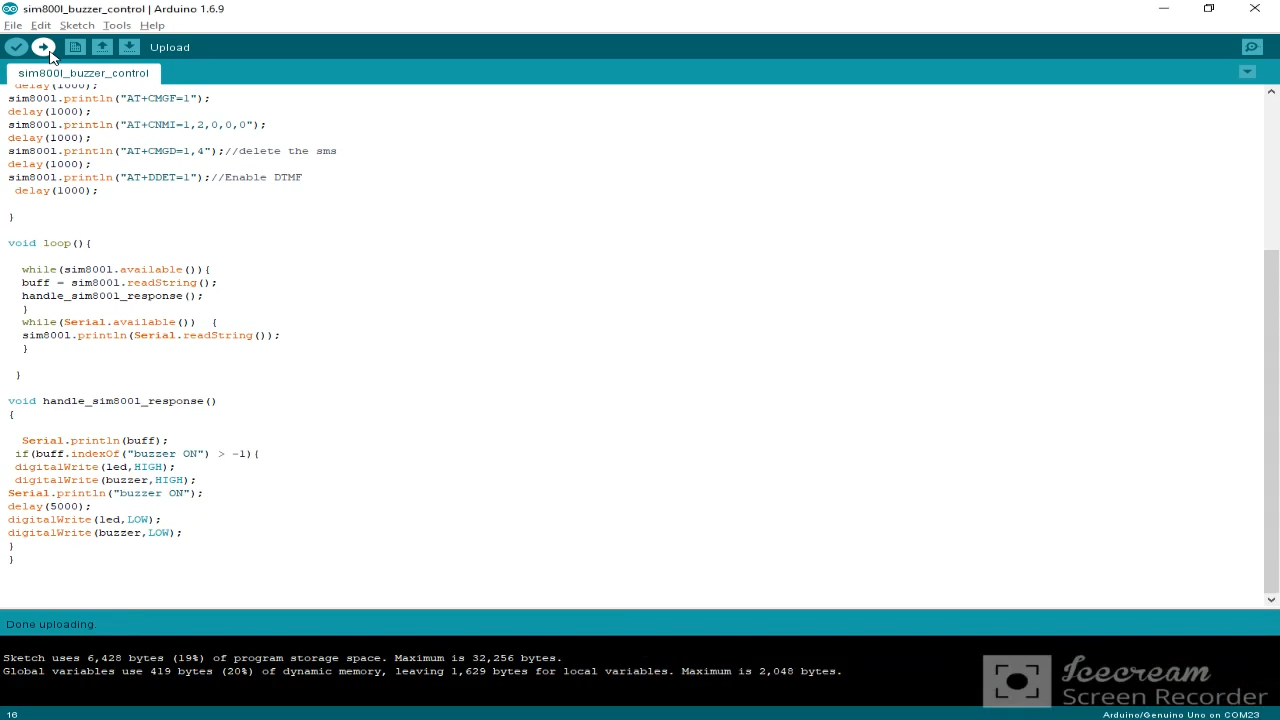 sim800l_buzzer_control | Arduino 1.6.9
File Edit Sketch Tools Help
Upload
sim800l_buzzer_control
delay(1000);
sim800l.println("AT+CMGF=1");
delay(1000);
sim800l.println("AT+CNMI=1,2,0,0,0");
delay(1000);
sim800l.println("AT+CMGD=1,4");//delete the sms
delay(1000);
sim800l.println("AT+DDET=1");//Enable DTMF
delay(1000);
}
void loop(){
while(sim800l.available()){
buff = sim800l.readString();
handle_sim800l_response();
}
while(Serial.available())  {
sim800l.println(Serial.readString());
}
}
void handle_sim800l_response()
{
Serial.println(buff);
if(buff.indexOf("buzzer ON") > -1){
digitalWrite(led,HIGH);
digitalWrite(buzzer,HIGH);
Serial.println("buzzer ON");
delay(5000);
digitalWrite(led,LOW);
digitalWrite(buzzer,LOW);
}
}
Done uploading.
Sketch uses 6,428 bytes (19%) of program storage space. Maximum is 32,256 bytes.
Global variables use 419 bytes (20%) of dynamic memory, leaving 1,629 bytes for local variables. Maximum is 2,048 bytes.
Icecream
Screen Recorder
16
Arduino/Genuino Uno on COM23